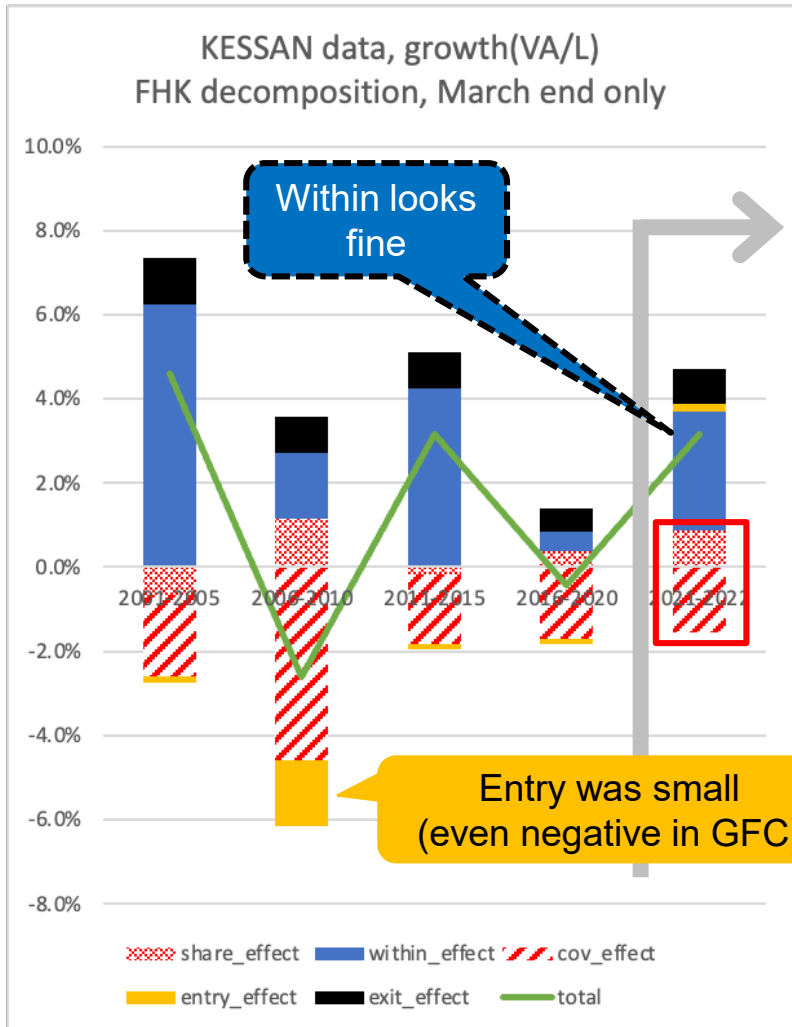 KESSAN data, growth(VA/L)
FHK decomposition, March end only
10.0%
8.0%
6.0%
4.0%
2.0%
0.0%
-2.0%
-4.0%
-6.0%
-8.0%
Within looks
fine
2001-2005 2006-2010 2011-2015 2016-2020 2021-2022
Entry was small
(even negative in GFC)
share_effect within_effect cov_effect
entry_effect exit_effect total